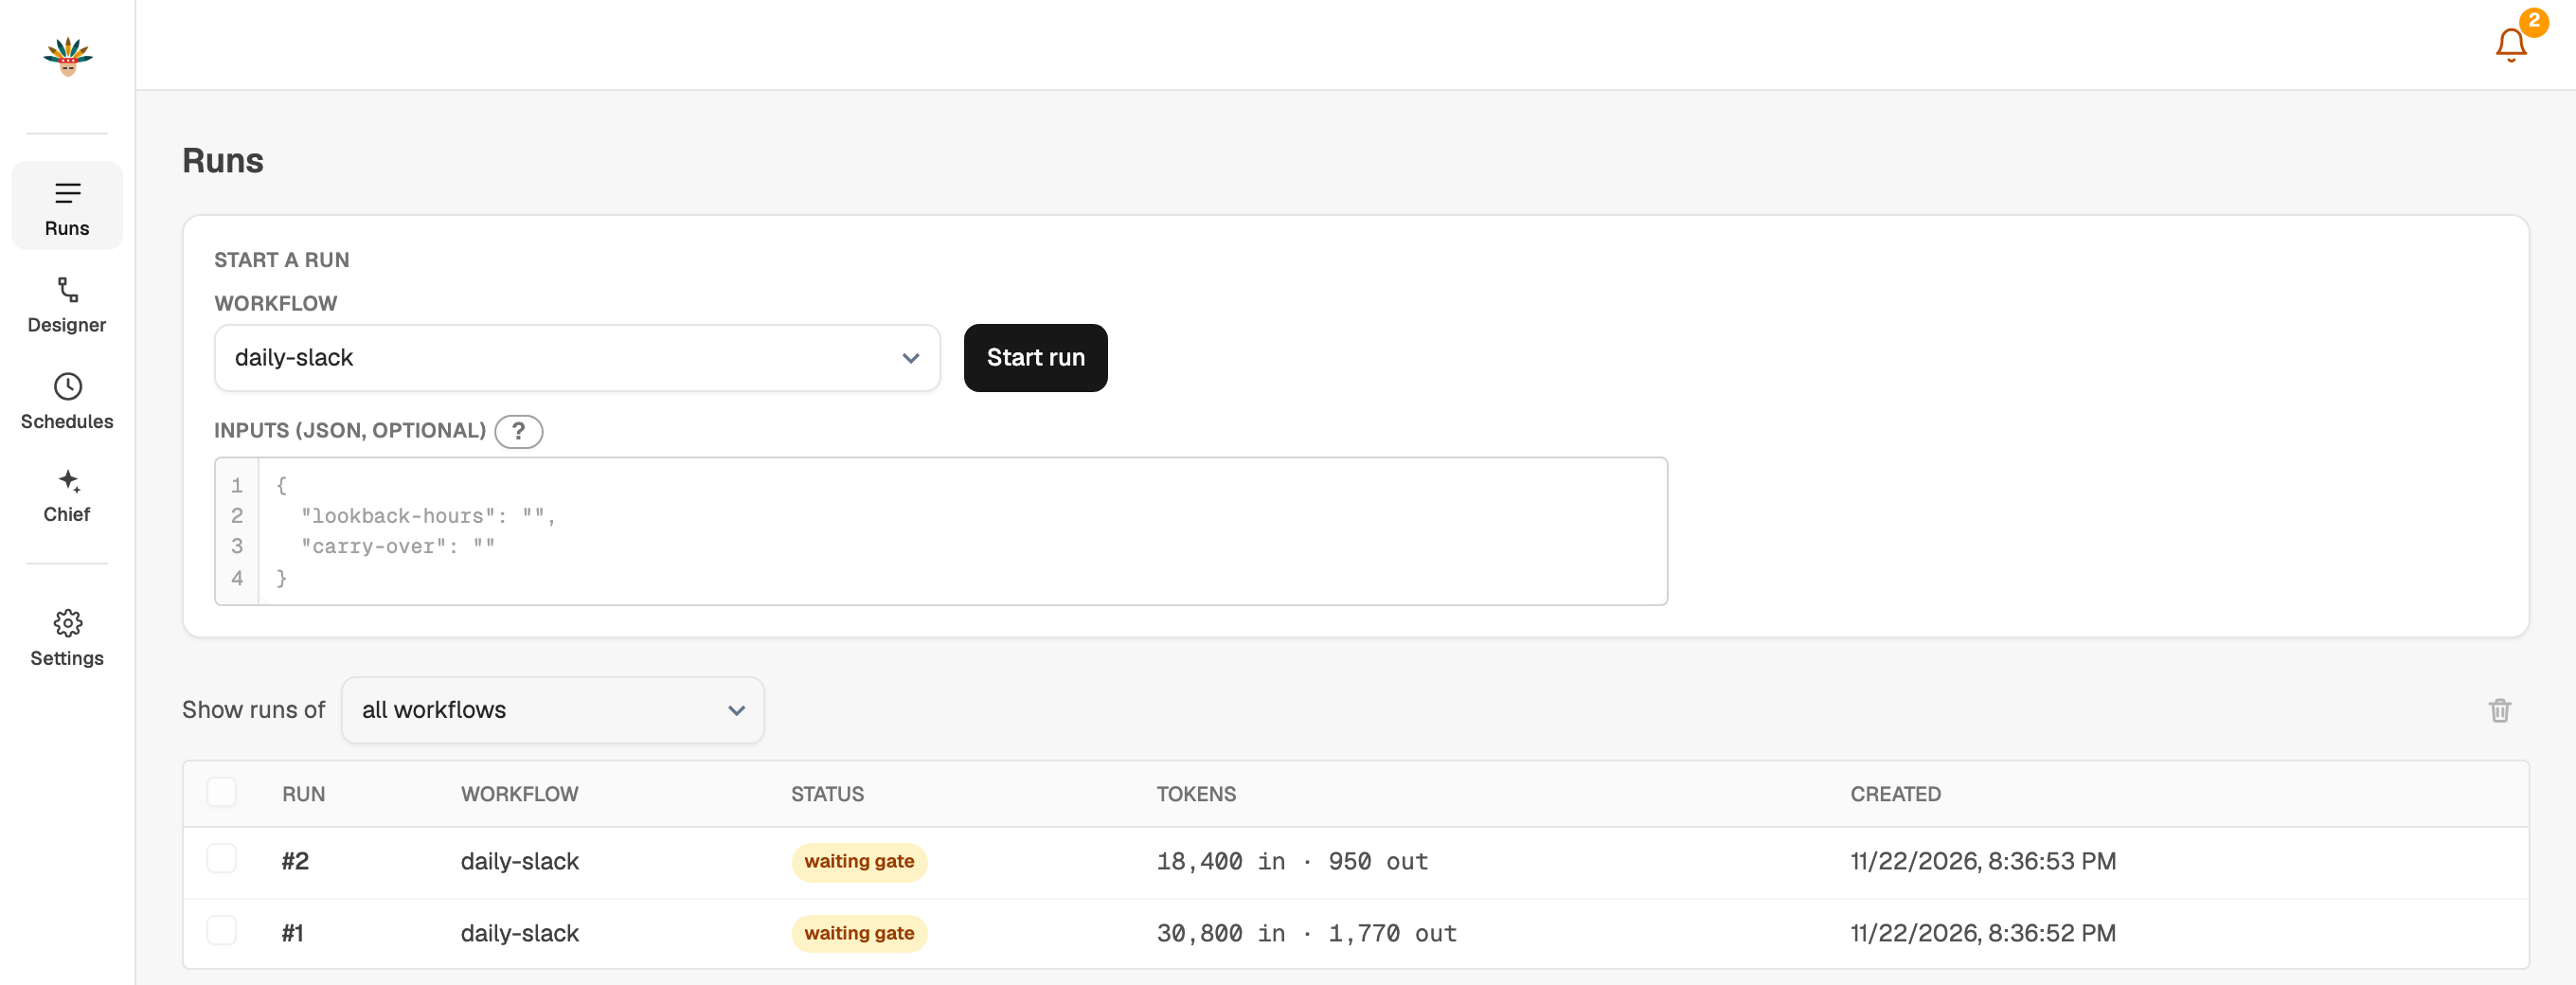 2
Runs
Designer
Schedules
Chief
Settings
Runs
START A RUN
WORKFLOW
daily-slack
Start run
INPUTS (JSON, OPTIONAL) ?
1 {
2 "lookback-hours": "",
3 "carry-over": ""
4 }
Show runs of all workflows
RUN WORKFLOW STATUS TOKENS CREATED
#2 daily-slack waiting gate 18,400 in · 950 out 11/22/2026, 8:36:53 PM
#1 daily-slack waiting gate 30,800 in · 1,770 out 11/22/2026, 8:36:52 PM